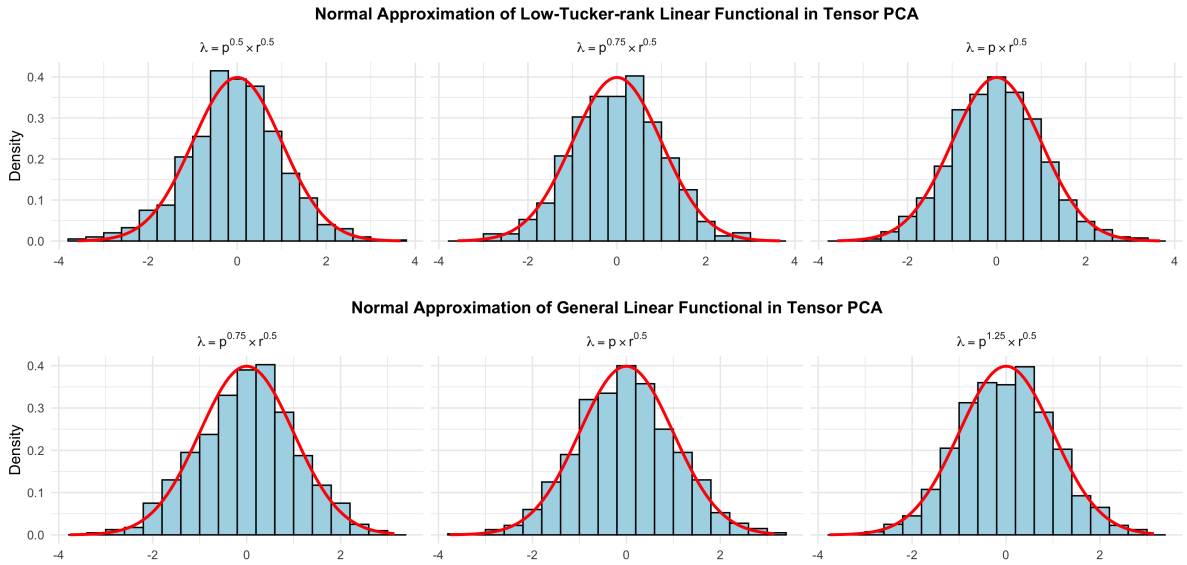 Normal Approximation of Low-Tucker-rank Linear Functional in Tensor PCA
λ = p^0.5 × r^0.5
λ = p^0.75 × r^0.5
λ = p × r^0.5
Density
0.4
0.3
0.2
0.1
0.0
-4 -2 0 2 4
-4 -2 0 2 4
-4 -2 0 2 4
Normal Approximation of General Linear Functional in Tensor PCA
λ = p^0.75 × r^0.5
λ = p × r^0.5
λ = p^1.25 × r^0.5
Density
0.4
0.3
0.2
0.1
0.0
-4 -2 0 2
-4 -2 0 2
-4 -2 0 2